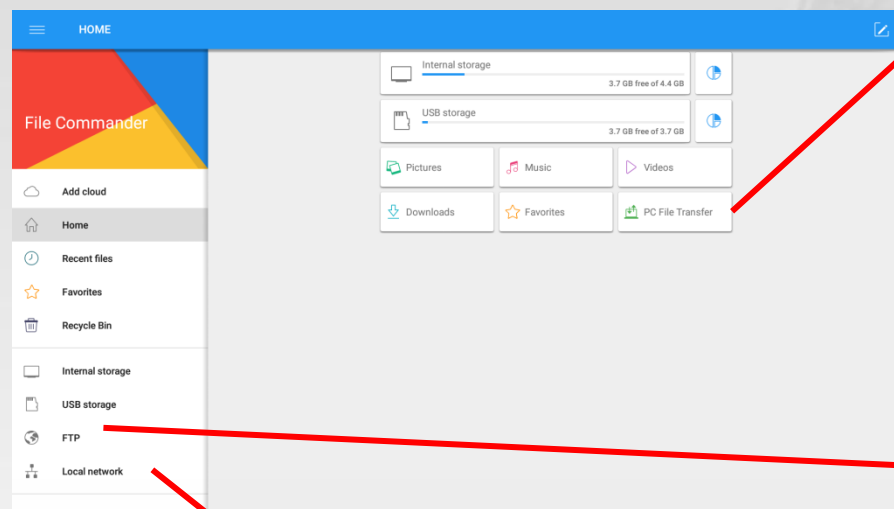 HOME
File Commander
Add cloud
Home
Recent files
Favorites
Recycle Bin
Internal storage
USB storage
FTP
Local network
Internal storage
3.7 GB free of 4.4 GB
USB storage
3.7 GB free of 3.7 GB
Pictures
Music
Videos
Downloads
Favorites
PC File Transfer